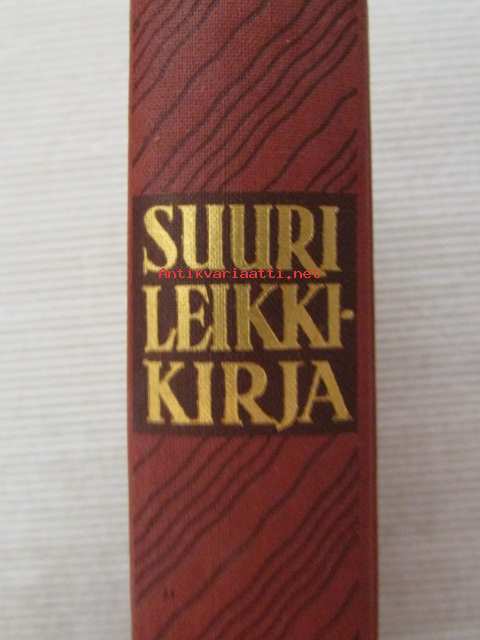 SUURI
Antikvariaatti.net
LEIKKI-
KIRJA